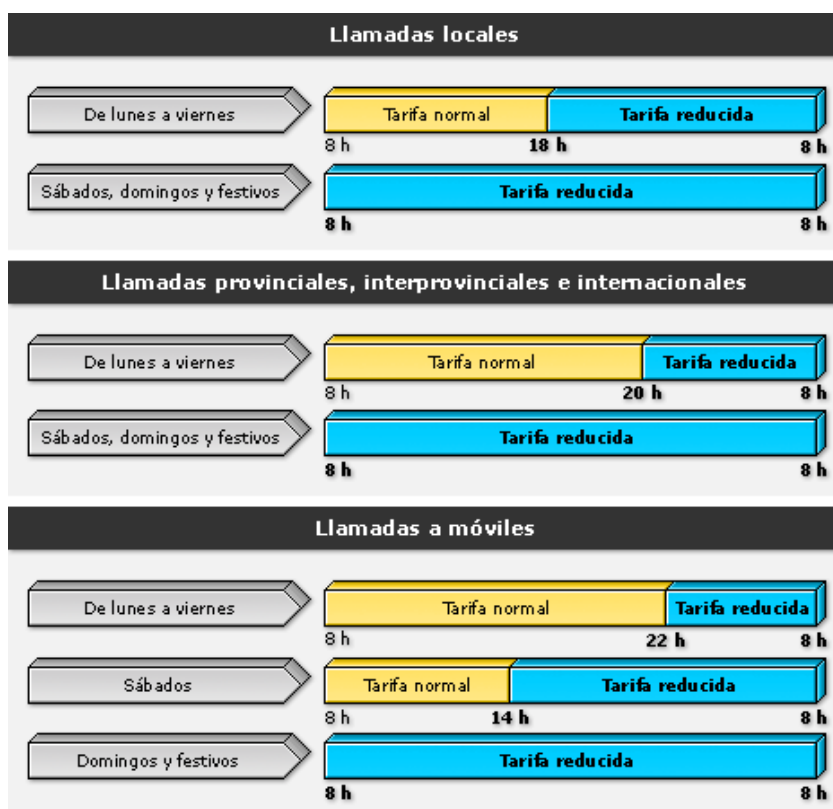 Llamadas locales
De lunes a viernes
Tarifa normal
Tarifa reducida
8 h
18 h
8 h
Sábados, domingos y festivos
Tarifa reducida
8 h
8 h
Llamadas provinciales, interprovinciales e internacionales
De lunes a viernes
Tarifa normal
Tarifa reducida
8 h
20 h
8 h
Sábados, domingos y festivos
Tarifa reducida
8 h
8 h
Llamadas a móviles
De lunes a viernes
Tarifa normal
Tarifa reducida
8 h
22 h
8 h
Sábados
Tarifa normal
Tarifa reducida
8 h
14 h
8 h
Domingos y festivos
Tarifa reducida
8 h
8 h